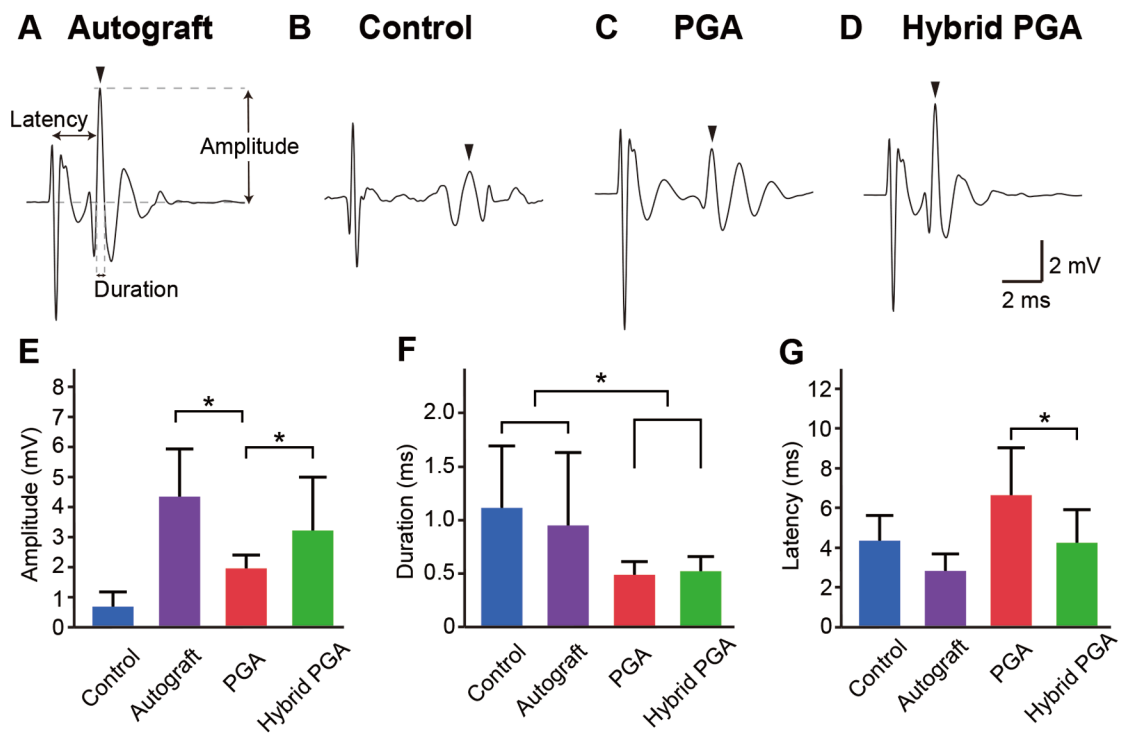 A Autograft B Control C PGA D Hybrid PGA
Latency
Amplitude
Duration
2 mV
2 ms
E
Amplitude (mV)
8
7
6
5
4
3
2
1
0
*
*
Control
Autograft
PGA
Hybrid PGA
F
Duration (ms)
2.0
1.5
1.0
0.5
0
*
Control
Autograft
PGA
Hybrid PGA
G
Latency (ms)
12
10
8
6
4
2
0
*
Control
Autograft
PGA
Hybrid PGA